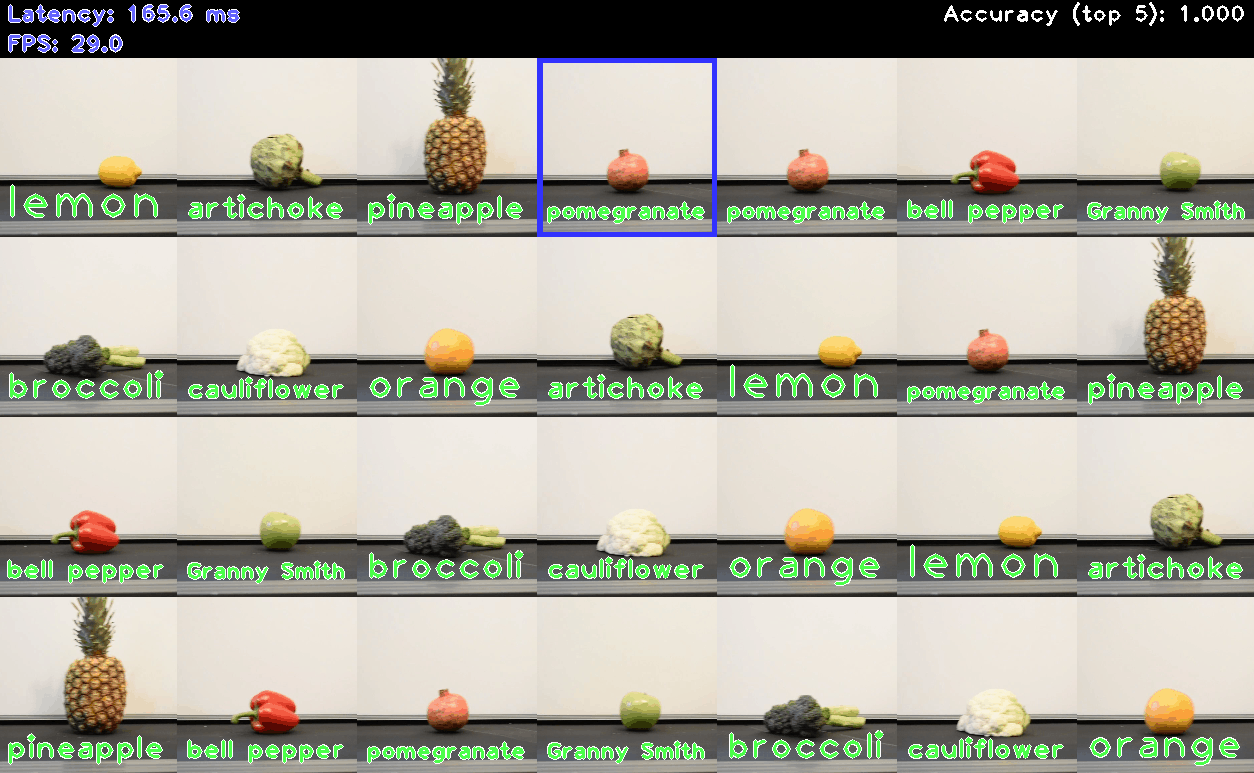 Latency: 165.6 ms
Accuracy (top 5): 1.000
FPS: 29.0
lemon artichoke pineapple pomegranate pomegranate bell pepper Granny Smith
broccoli cauliflower orange artichoke lemon pomegranate pineapple
bell pepper Granny Smith broccoli cauliflower orange lemon artichoke
pineapple bell pepper pomegranate Granny Smith broccoli cauliflower orange